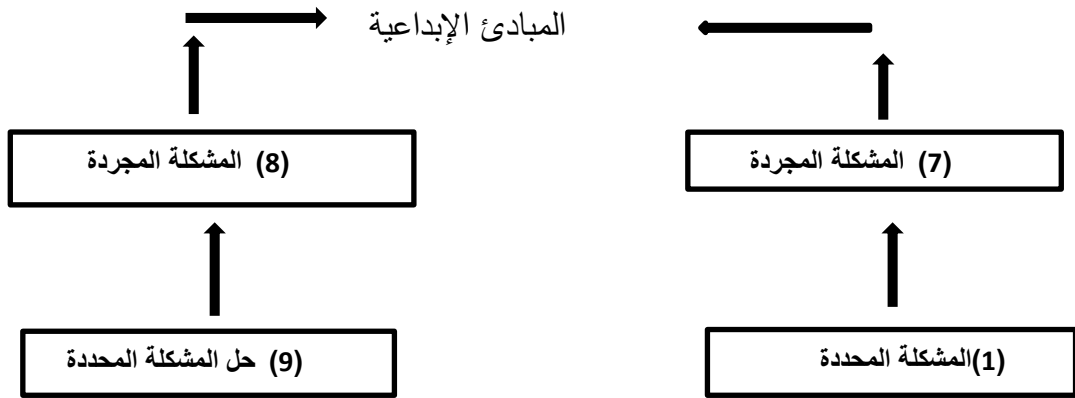 المبادئ الإبداعية
(7) المشكلة المجردة
(8) المشكلة المجردة
(1)المشكلة المحددة
(9) حل المشكلة المحددة